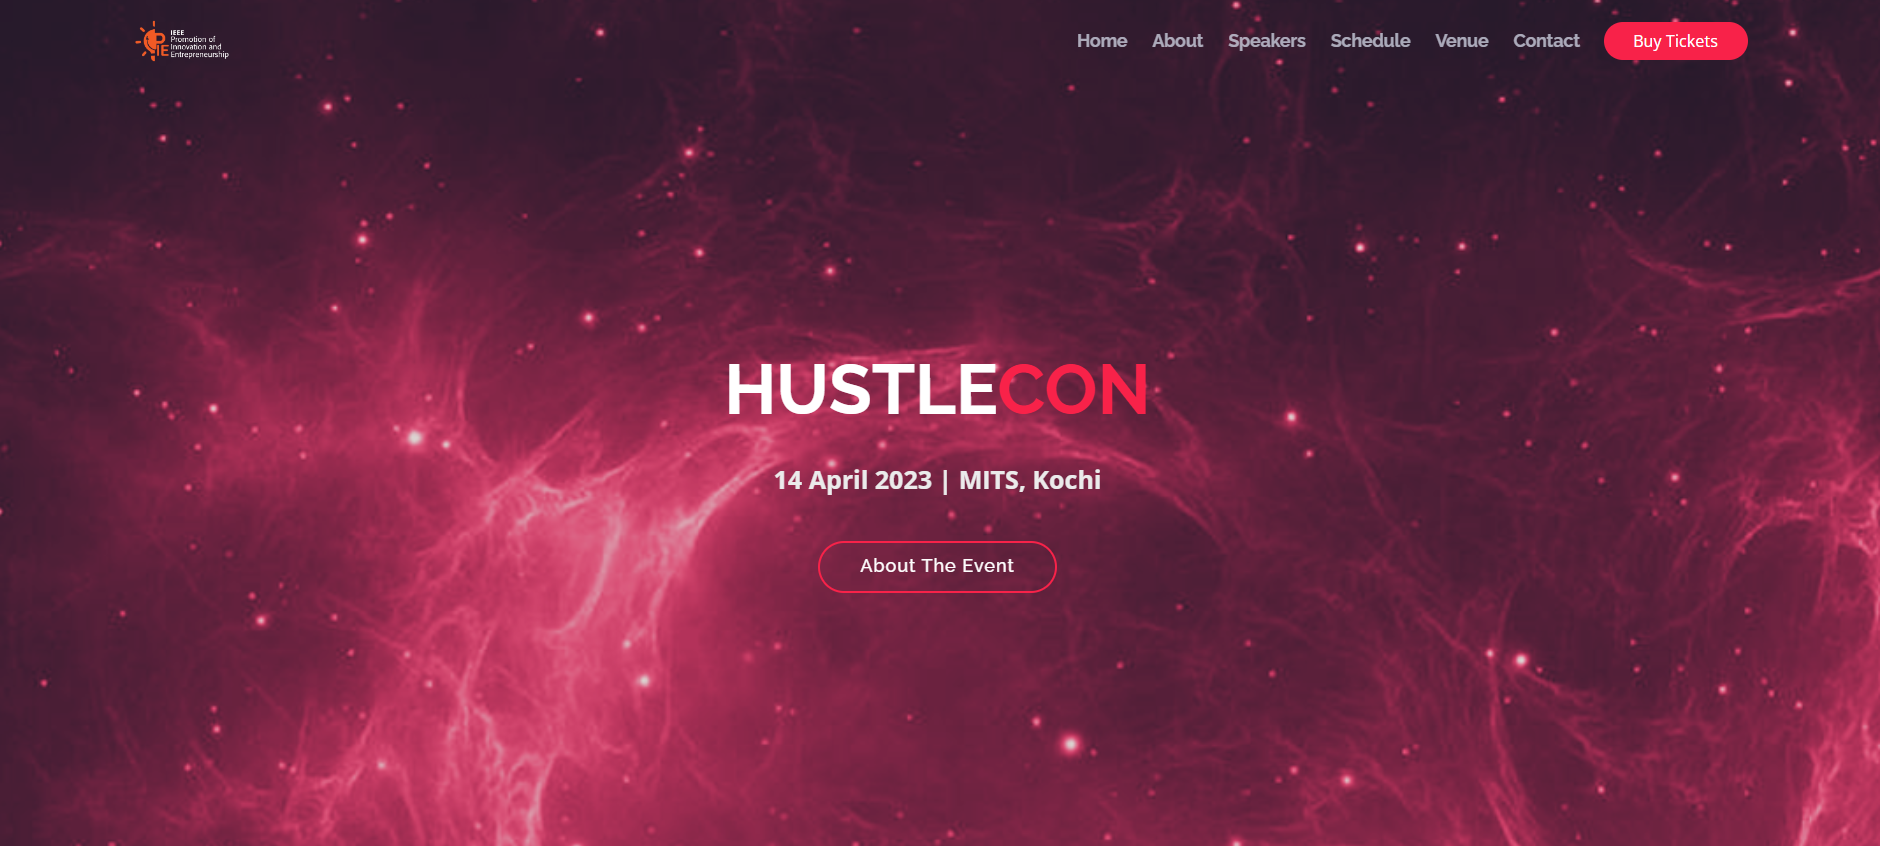 IEEE
Promotion of
Innovation and
Entrepreneurship
PIE
Home About Speakers Schedule Venue Contact Buy Tickets
HUSTLECON
14 April 2023 | MITS, Kochi
About The Event